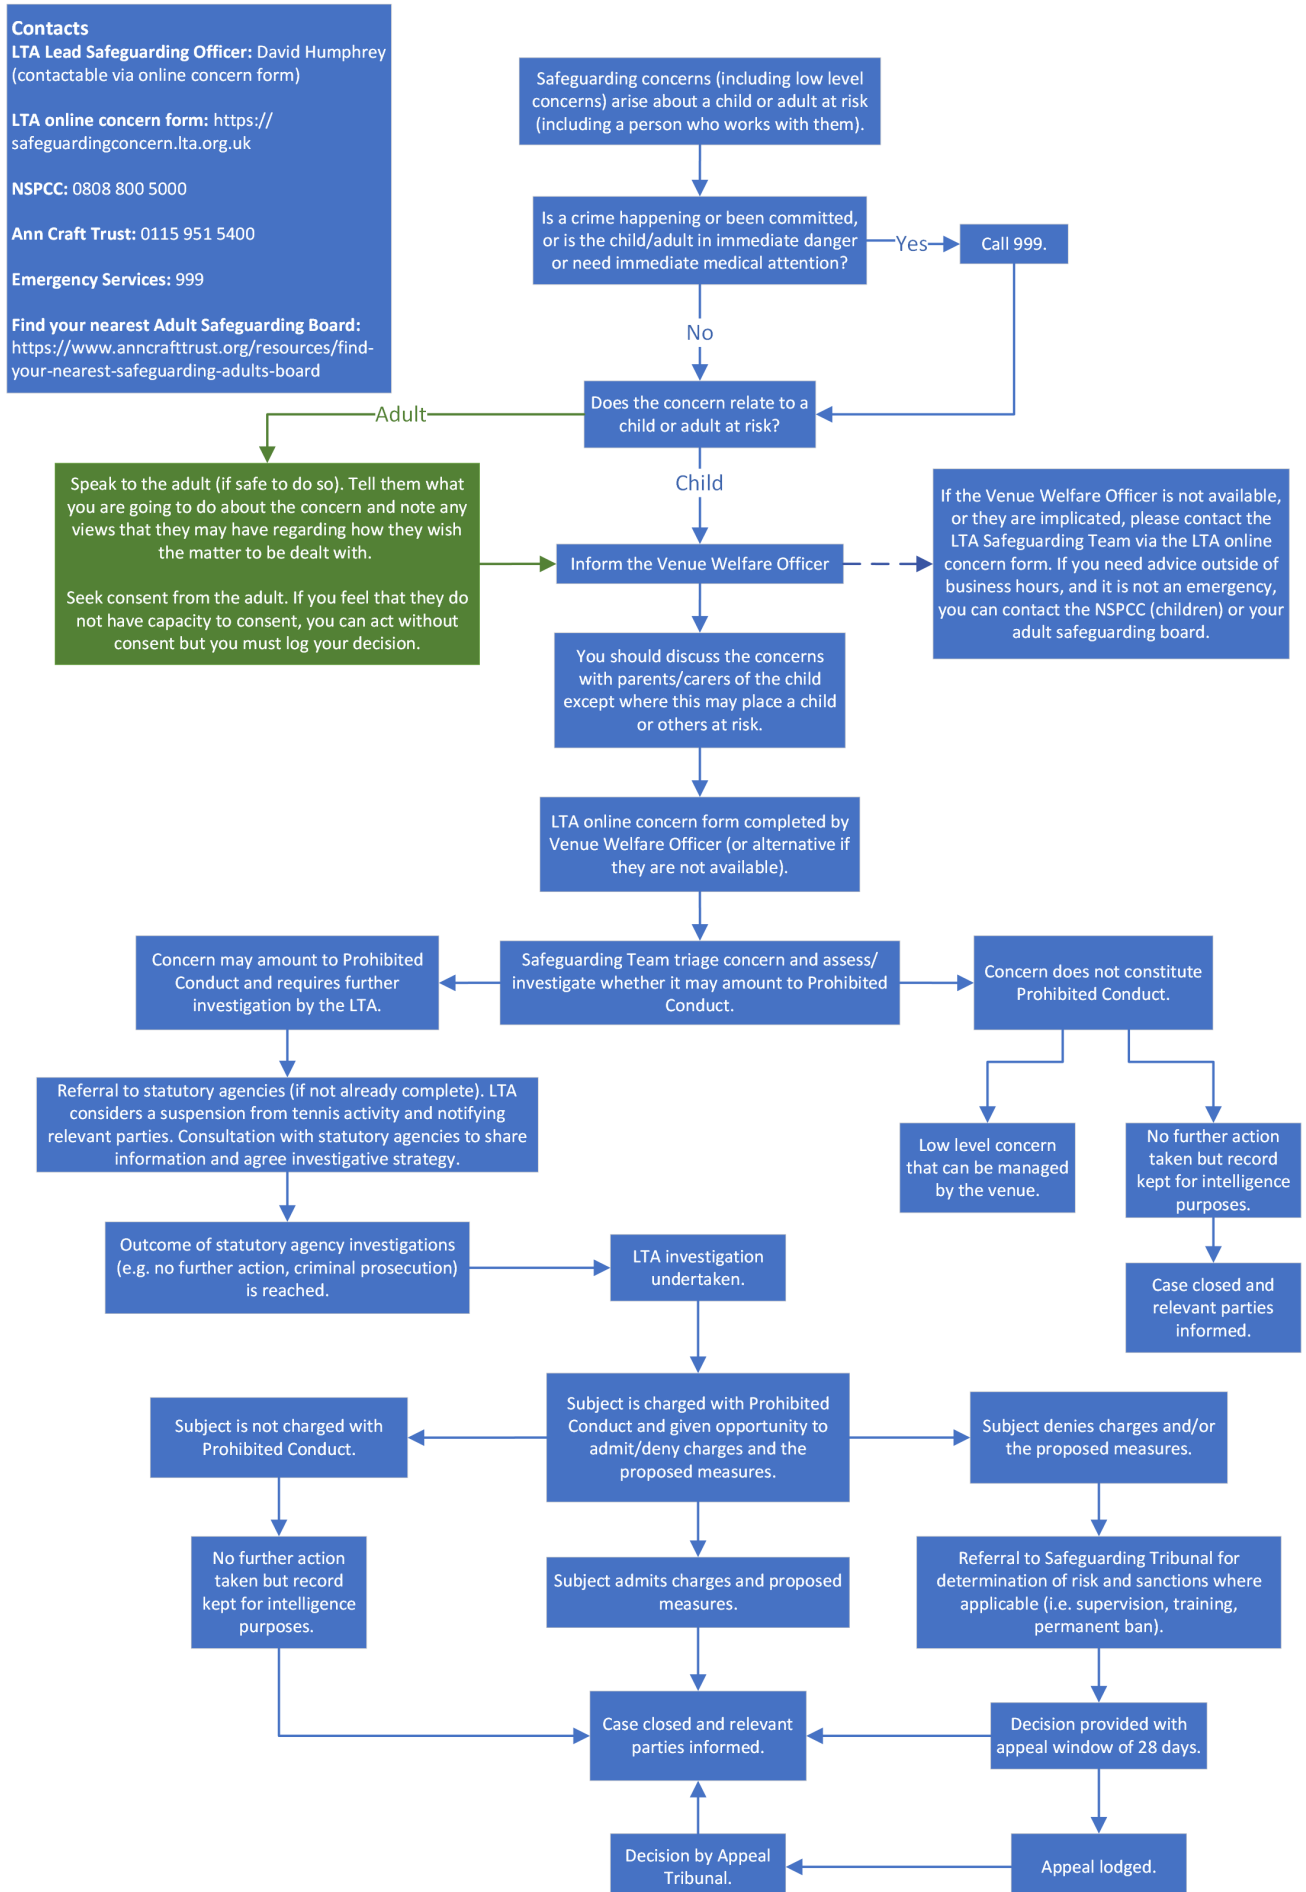 Contacts
LTA Lead Safeguarding Officer: David Humphrey
(contactable via online concern form)
LTA online concern form: https://
safeguardingconcern.lta.org.uk
NSPCC: 0808 800 5000
Ann Craft Trust: 0115 951 5400
Emergency Services: 999
Find your nearest Adult Safeguarding Board:
https://www.anncrafttrust.org/resources/find-
your-nearest-safeguarding-adults-board
Safeguarding concerns (including low level
concerns) arise about a child or adult at risk
(including a person who works with them).
Is a crime happening or been committed,
or is the child/adult in immediate danger
or need immediate medical attention?
Yes
Call 999.
No
Does the concern relate to a
child or adult at risk?
Adult
Speak to the adult (if safe to do so). Tell them what
you are going to do about the concern and note any
views that they may have regarding how they wish
the matter to be dealt with.
Seek consent from the adult. If you feel that they do
not have capacity to consent, you can act without
consent but you must log your decision.
Child
Inform the Venue Welfare Officer
If the Venue Welfare Officer is not available,
or they are implicated, please contact the
LTA Safeguarding Team via the LTA online
concern form. If you need advice outside of
business hours, and it is not an emergency,
you can contact the NSPCC (children) or your
adult safeguarding board.
You should discuss the concerns
with parents/carers of the child
except where this may place a child
or others at risk.
LTA online concern form completed by
Venue Welfare Officer (or alternative if
they are not available).
Safeguarding Team triage concern and assess/
investigate whether it may amount to Prohibited
Conduct.
Concern may amount to Prohibited
Conduct and requires further
investigation by the LTA.
Concern does not constitute
Prohibited Conduct.
Referral to statutory agencies (if not already complete). LTA
considers a suspension from tennis activity and notifying
relevant parties. Consultation with statutory agencies to share
information and agree investigative strategy.
Low level concern
that can be managed
by the venue.
No further action
taken but record
kept for intelligence
purposes.
Outcome of statutory agency investigations
(e.g. no further action, criminal prosecution)
is reached.
LTA investigation
undertaken.
Case closed and
relevant parties
informed.
Subject is not charged with
Prohibited Conduct.
Subject is charged with Prohibited
Conduct and given opportunity to
admit/deny charges and the
proposed measures.
Subject denies charges and/or
the proposed measures.
No further action
taken but record
kept for intelligence
purposes.
Subject admits charges and proposed
measures.
Referral to Safeguarding Tribunal for
determination of risk and sanctions where
applicable (i.e. supervision, training,
permanent ban).
Case closed and relevant
parties informed.
Decision provided with
appeal window of 28 days.
Decision by Appeal
Tribunal.
Appeal lodged.